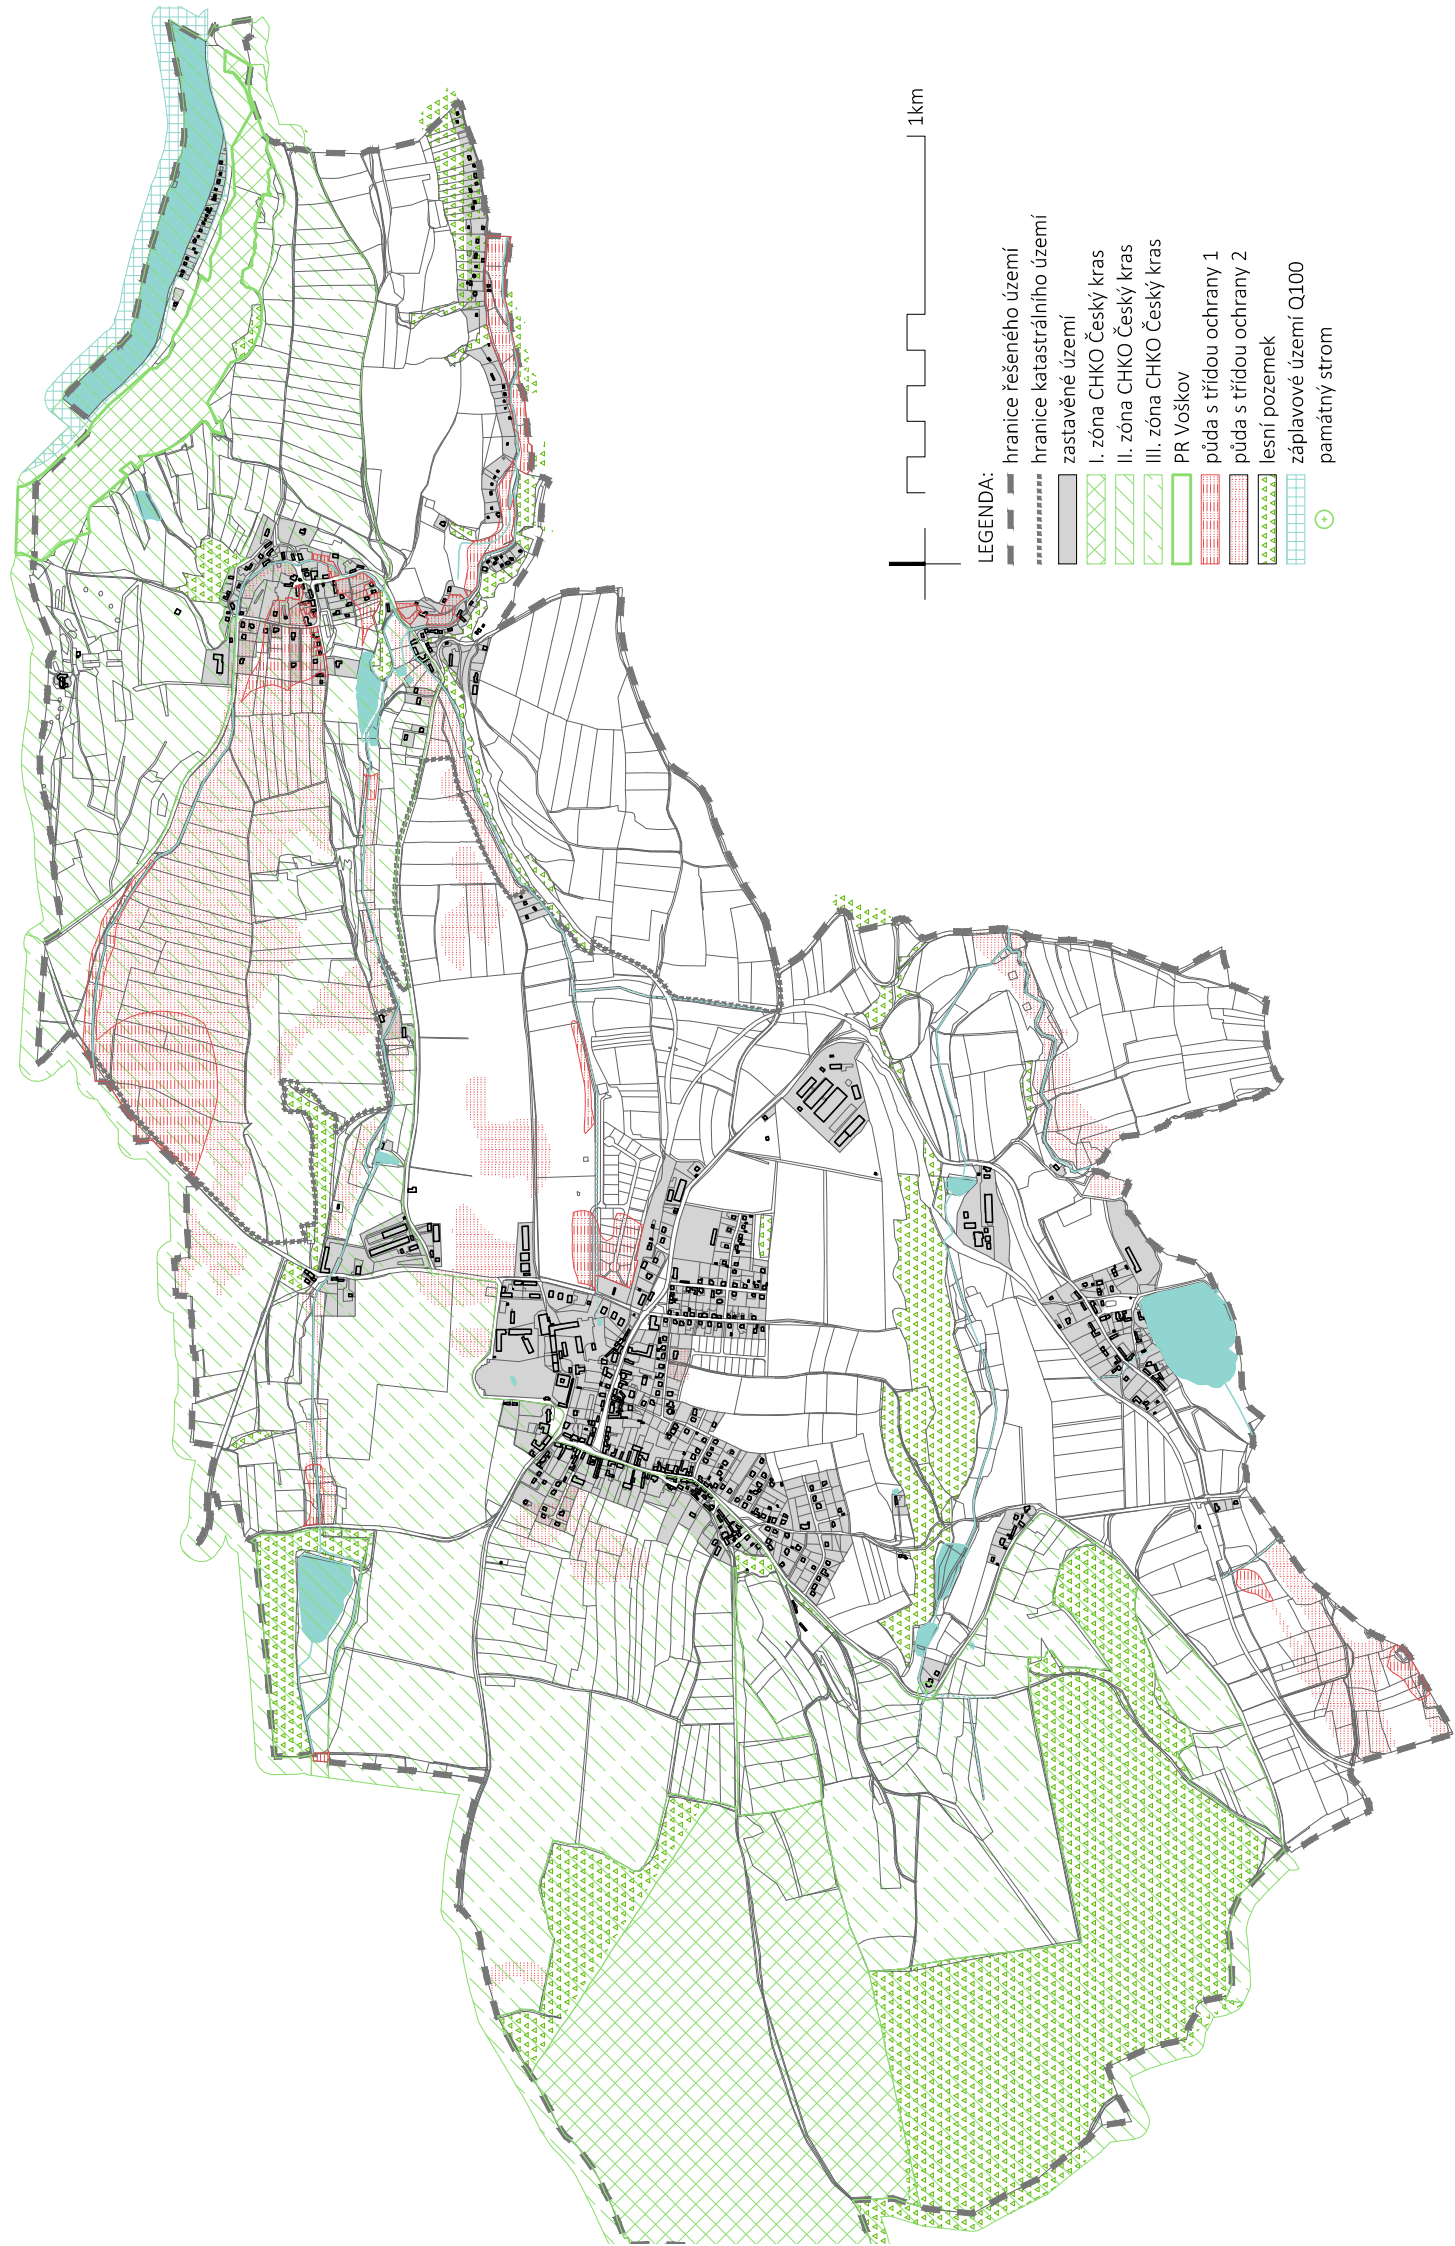 1km
LEGENDA:
hranice řešeného území
hranice katastrálního území
zastavěné území
I. zóna CHKO Český kras
II. zóna CHKO Český kras
III. zóna CHKO Český kras
PR Voškov
půda s třídou ochrany 1
půda s třídou ochrany 2
lesní pozemek
záplavové území Q100
památný strom